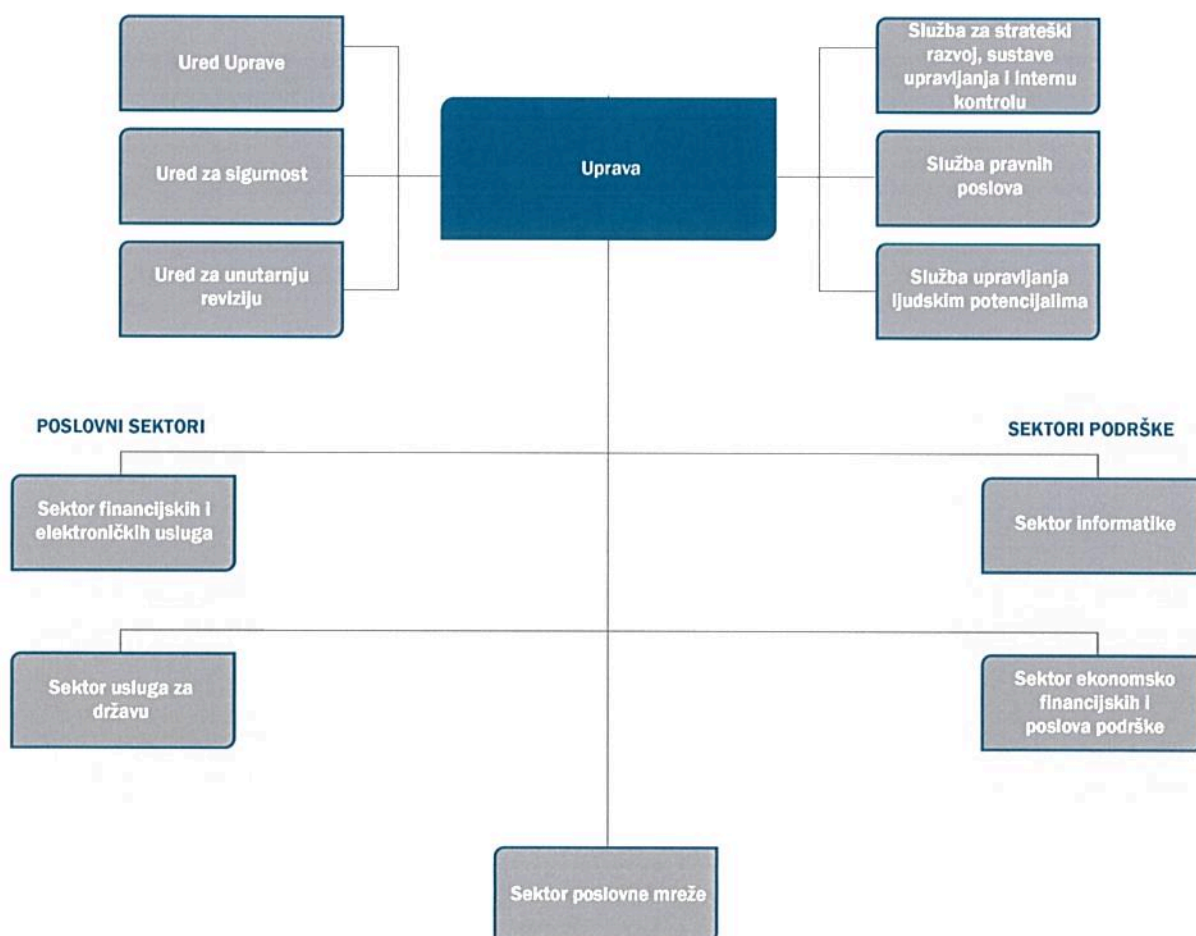 Ured Uprave
Ured za sigurnost
Ured za unutarnju
reviziju
Uprava
Služba za strateški
razvoj, sustave
upravljanja i internu
kontrolu
Služba pravnih
poslova
Služba upravljanja
ljudskim potencijalima
POSLOVNI SEKTORI
SEKTORI PODRŠKE
Sektor financijskih i
elektroničkih usluga
Sektor informatike
Sektor usluga za
državu
Sektor ekonomsko
financijskih i
poslova podrške
Sektor poslovne mreže